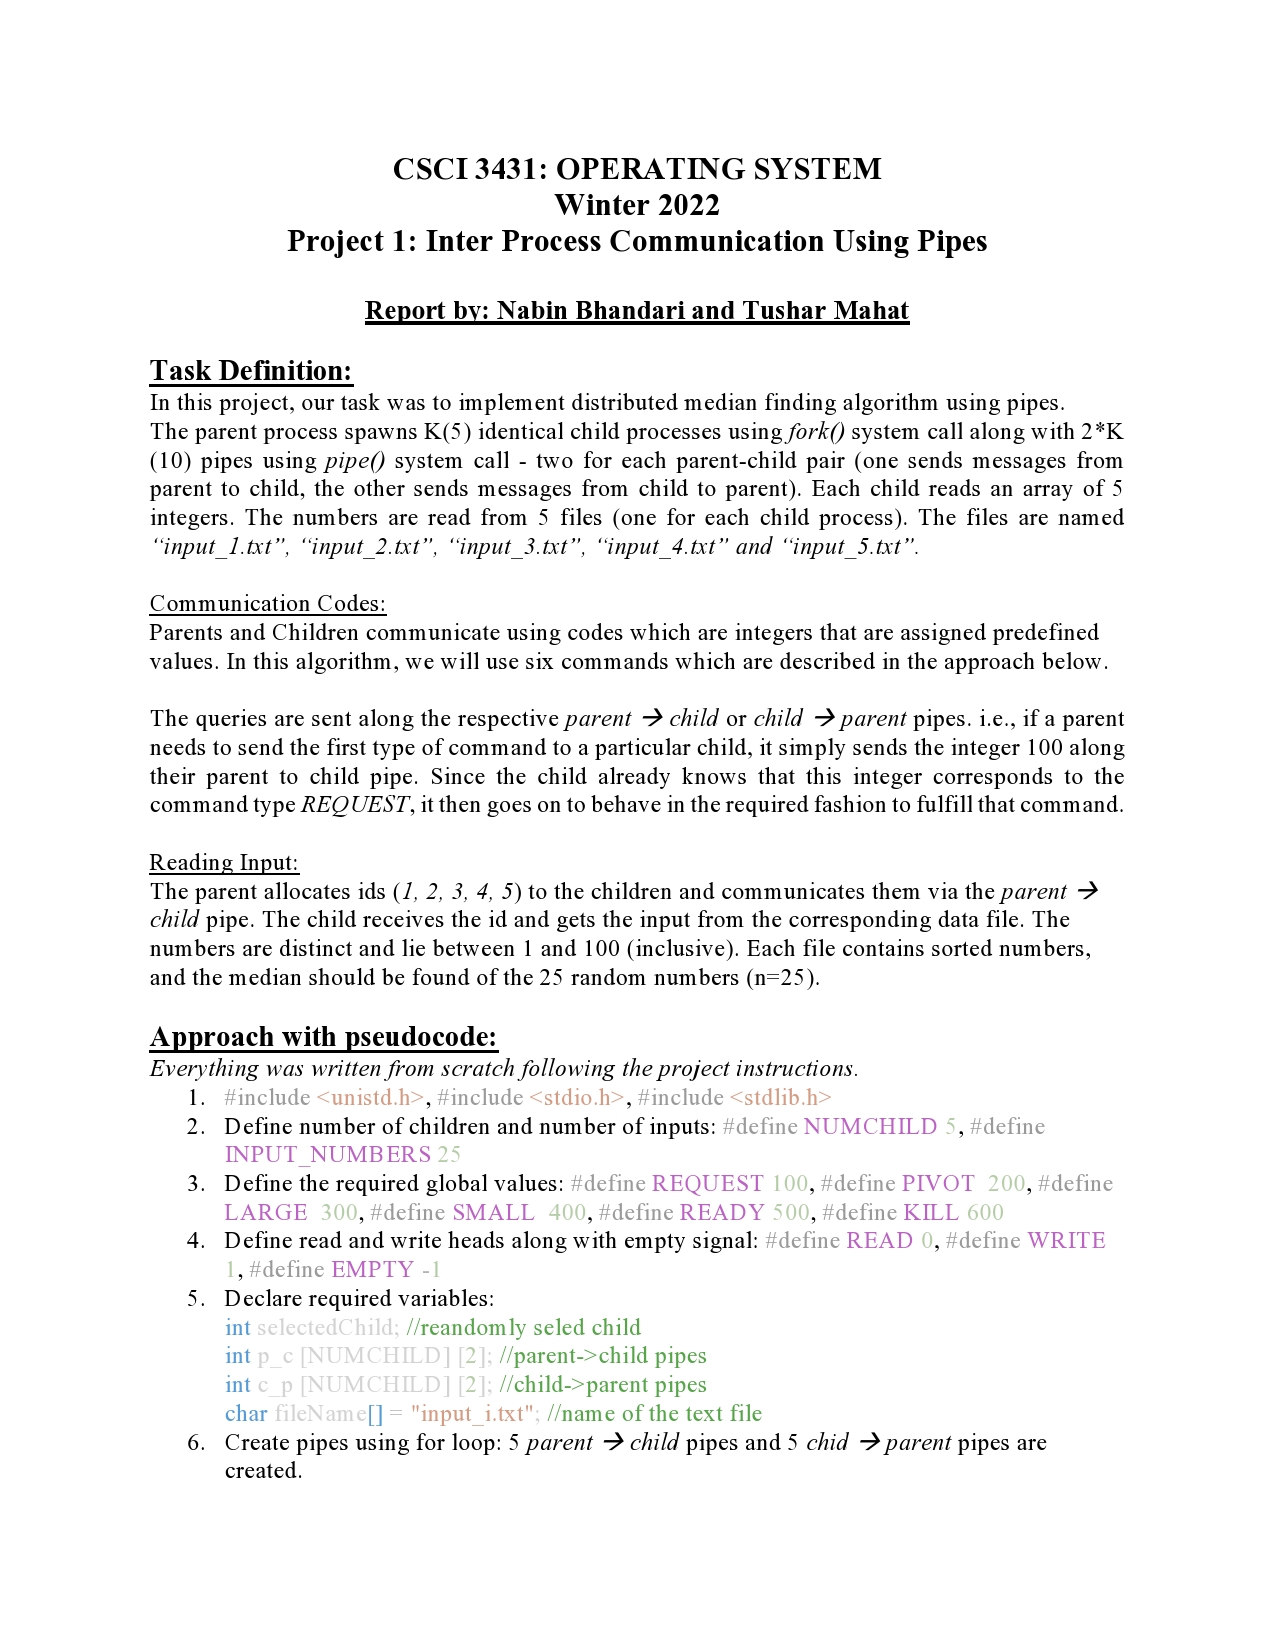 CSCI 3431: OPERATING SYSTEM
Winter 2022
Project 1: Inter Process Communication Using Pipes
Report by: Nabin Bhandari and Tushar Mahat
Task Definition:
In this project, our task was to implement distributed median finding algorithm using pipes.
The parent process spawns K(5) identical child processes using fork() system call along with 2*K
(10) pipes using pipe() system call - two for each parent-child pair (one sends messages from
parent to child, the other sends messages from child to parent). Each child reads an array of 5
integers. The numbers are read from 5 files (one for each child process). The files are named
“input_1.txt”, “input_2.txt”, “input_3.txt”, “input_4.txt” and “input_5.txt”.
Communication Codes:
Parents and Children communicate using codes which are integers that are assigned predefined
values. In this algorithm, we will use six commands which are described in the approach below.
The queries are sent along the respective parent → child or child → parent pipes. i.e., if a parent
needs to send the first type of command to a particular child, it simply sends the integer 100 along
their parent to child pipe. Since the child already knows that this integer corresponds to the
command type REQUEST, it then goes on to behave in the required fashion to fulfill that command.
Reading Input:
The parent allocates ids (1, 2, 3, 4, 5) to the children and communicates them via the parent →
child pipe. The child receives the id and gets the input from the corresponding data file. The
numbers are distinct and lie between 1 and 100 (inclusive). Each file contains sorted numbers,
and the median should be found of the 25 random numbers (n=25).
Approach with pseudocode:
Everything was written from scratch following the project instructions.
1. #include <unistd.h>, #include <stdio.h>, #include <stdlib.h>
2. Define number of children and number of inputs: #define NUMCHILD 5, #define
INPUT_NUMBERS 25
3. Define the required global values: #define REQUEST 100, #define PIVOT 200, #define
LARGE 300, #define SMALL 400, #define READY 500, #define KILL 600
4. Define read and write heads along with empty signal: #define READ 0, #define WRITE
1, #define EMPTY -1
5. Declare required variables:
int selectedChild; //reandomly seled child
int p_c [NUMCHILD] [2]; //parent->child pipes
int c_p [NUMCHILD] [2]; //child->parent pipes
char fileName[] = "input_i.txt"; //name of the text file
6. Create pipes using for loop: 5 parent → child pipes and 5 chid → parent pipes are
created.